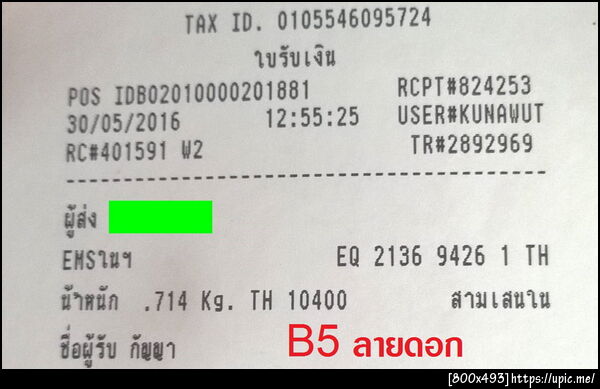 TAX ID. 0105546095724
ใบรับเงิน
POS IDB02010000201881 RCPT#824253
30/05/2016 12:55:25 USER#KUNAWUT
RC#401591 W2 TR#2892969
ผู้ส่ง
EMSในฯ EQ 2136 9426 1 TH
น้ำหนัก .714 Kg. TH 10400 สามเสนใน
ชื่อผู้รับ กัญญา B5 ลายดอก
[800x493]https://upic.me/